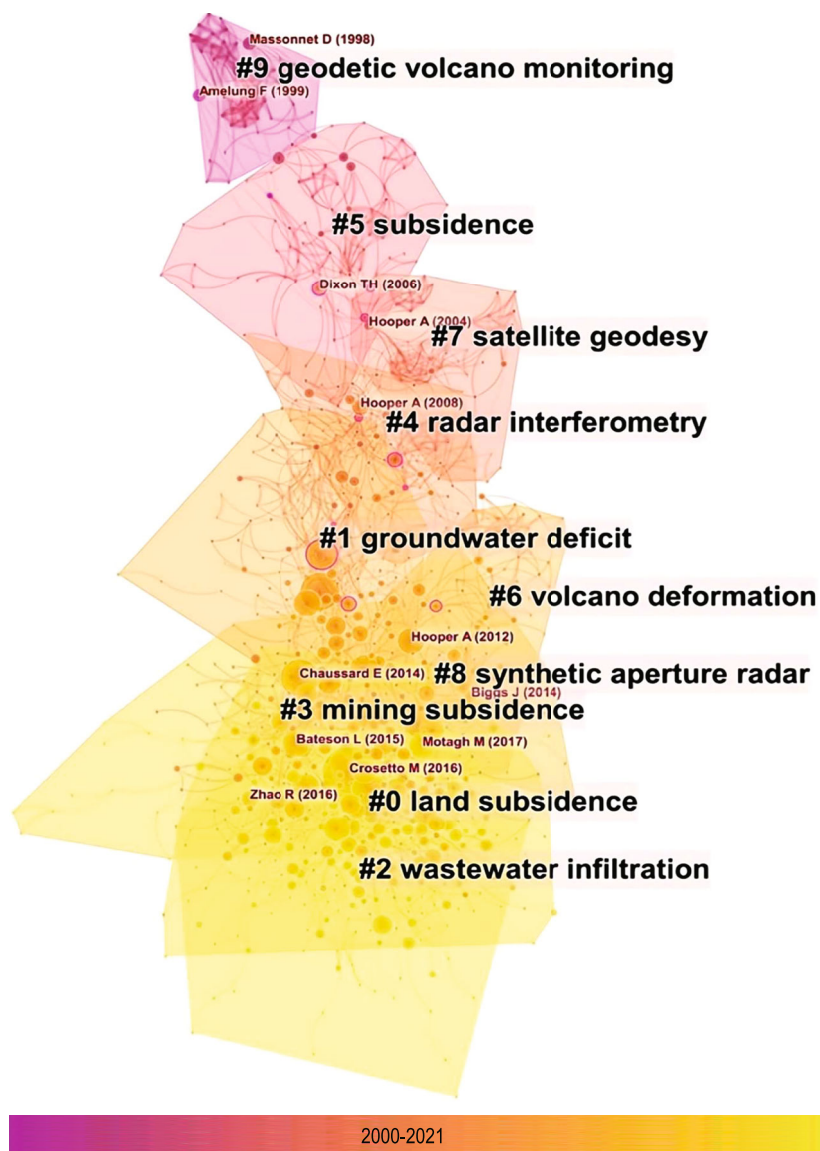 Massonnet D (1998)
#9 geodetic volcano monitoring
Amelung F (1999)
#5 subsidence
Dixon TH (2006)
Hooper A (2004)
#7 satellite geodesy
Hooper A (2008)
#4 radar interferometry
#1 groundwater deficit
#6 volcano deformation
Hooper A (2012)
Chaussard E (2014)
#8 synthetic aperture radar
Biggs J (2014)
#3 mining subsidence
Bateson L (2015)
Motagh M (2017)
Crosetto M (2016)
Zhao R (2016)
#0 land subsidence
#2 wastewater infiltration
2000-2021